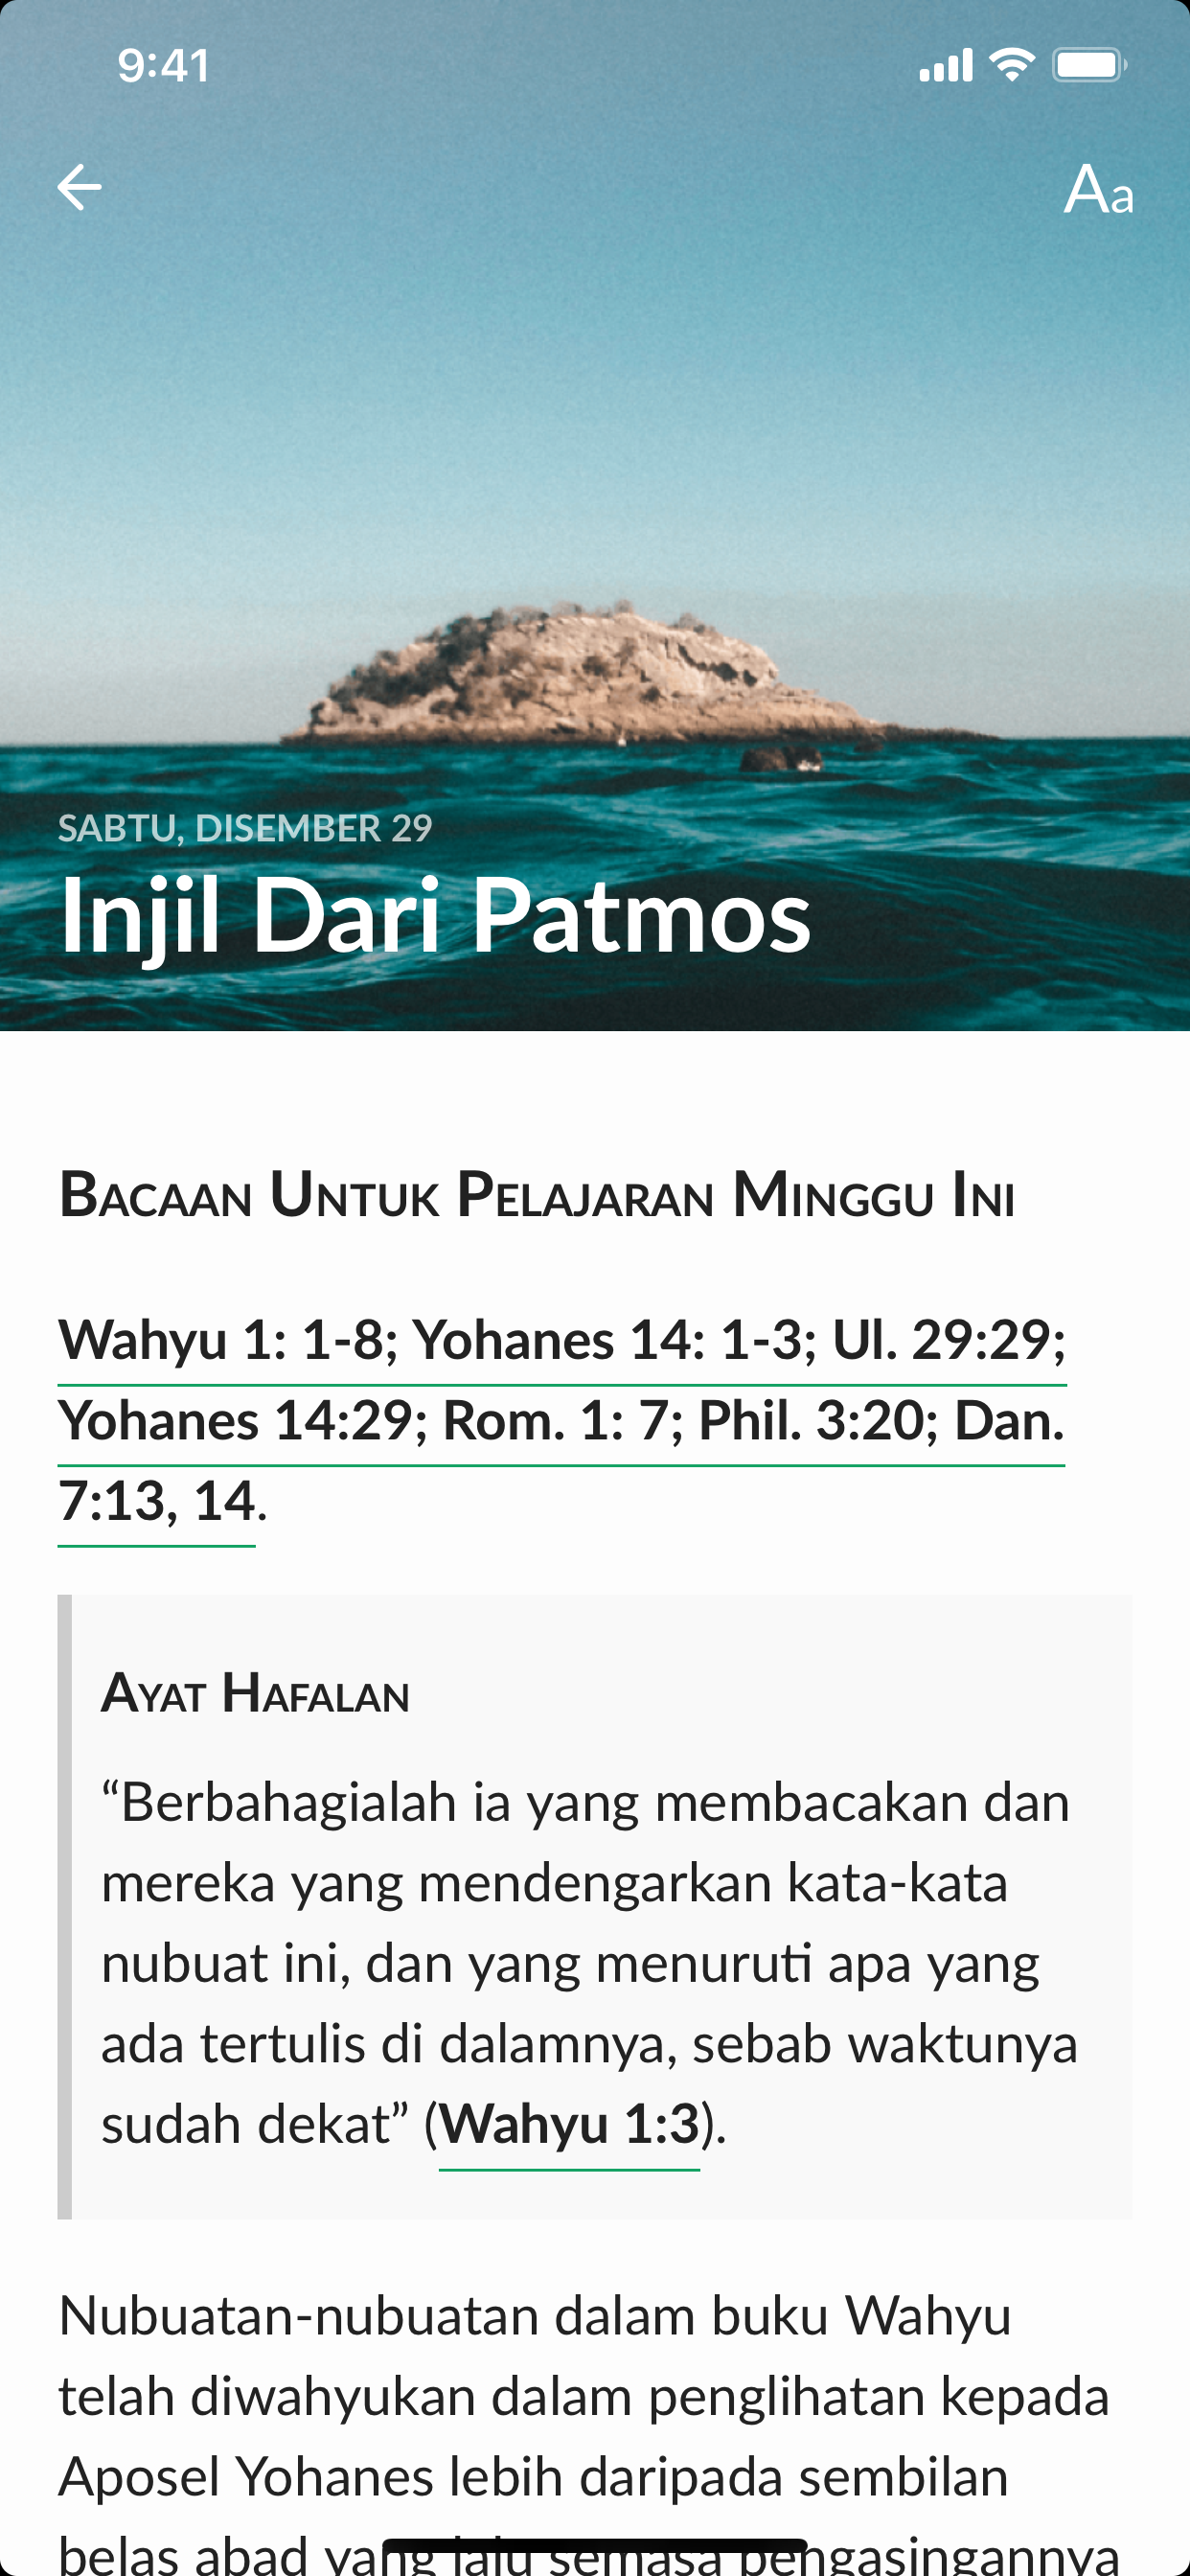 9:41
Aa
SABTU, DISEMBER 29
Injil Dari Patmos
Bacaan Untuk Pelajaran Minggu Ini
Wahyu 1: 1-8; Yohanes 14: 1-3; Ul. 29:29;
Yohanes 14:29; Rom. 1: 7; Phil. 3:20; Dan.
7:13, 14.
Ayat Hafalan
“Berbahagialah ia yang membacakan dan
mereka yang mendengarkan kata-kata
nubuat ini, dan yang menuruti apa yang
ada tertulis di dalamnya, sebab waktunya
sudah dekat” (Wahyu 1:3).
Nubuatan-nubuatan dalam buku Wahyu
telah diwahyukan dalam penglihatan kepada
Aposel Yohanes lebih daripada sembilan
belas abad yang lalu semasa pengasingannya